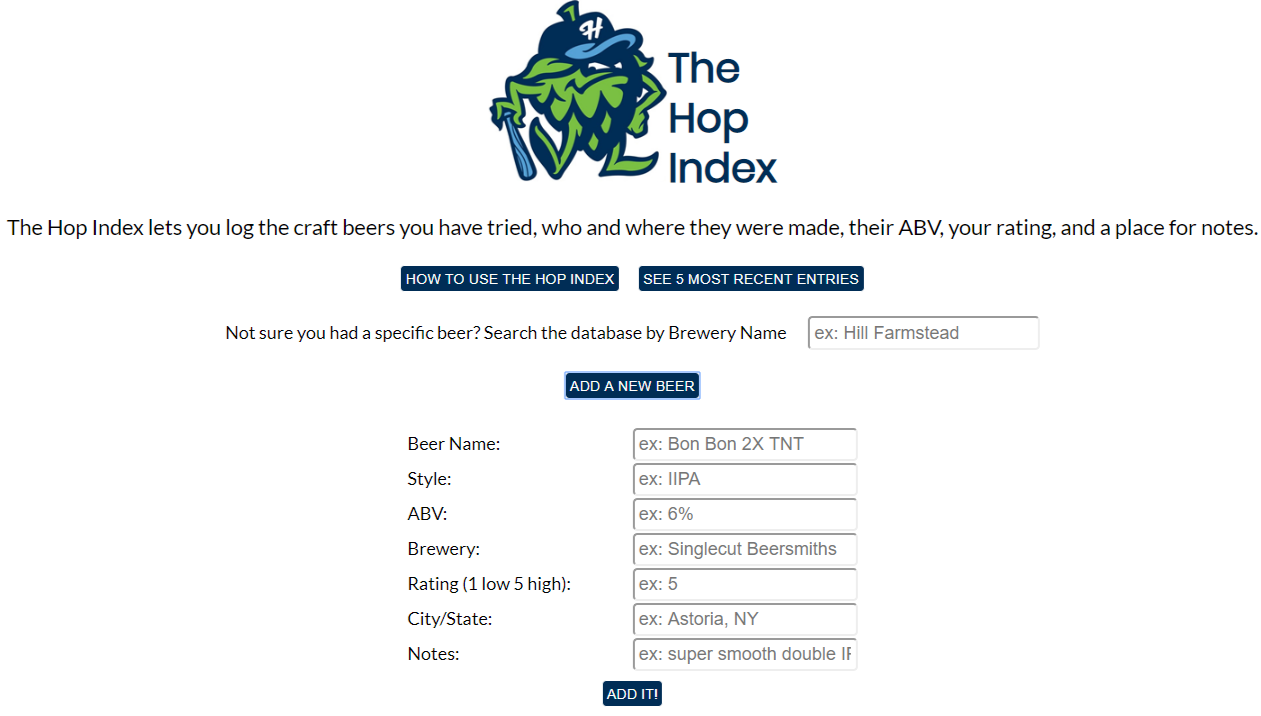 H
The
Hop
Index
The Hop Index lets you log the craft beers you have tried, who and where they were made, their ABV, your rating, and a place for notes.
HOW TO USE THE HOP INDEX SEE 5 MOST RECENT ENTRIES
Not sure you had a specific beer? Search the database by Brewery Name ex: Hill Farmstead
ADD A NEW BEER
Beer Name: ex: Bon Bon 2X TNT
Style: ex: IIPA
ABV: ex: 6%
Brewery: ex: Singlecut Beersmiths
Rating (1 low 5 high): ex: 5
City/State: ex: Astoria, NY
Notes: ex: super smooth double
ADD IT!